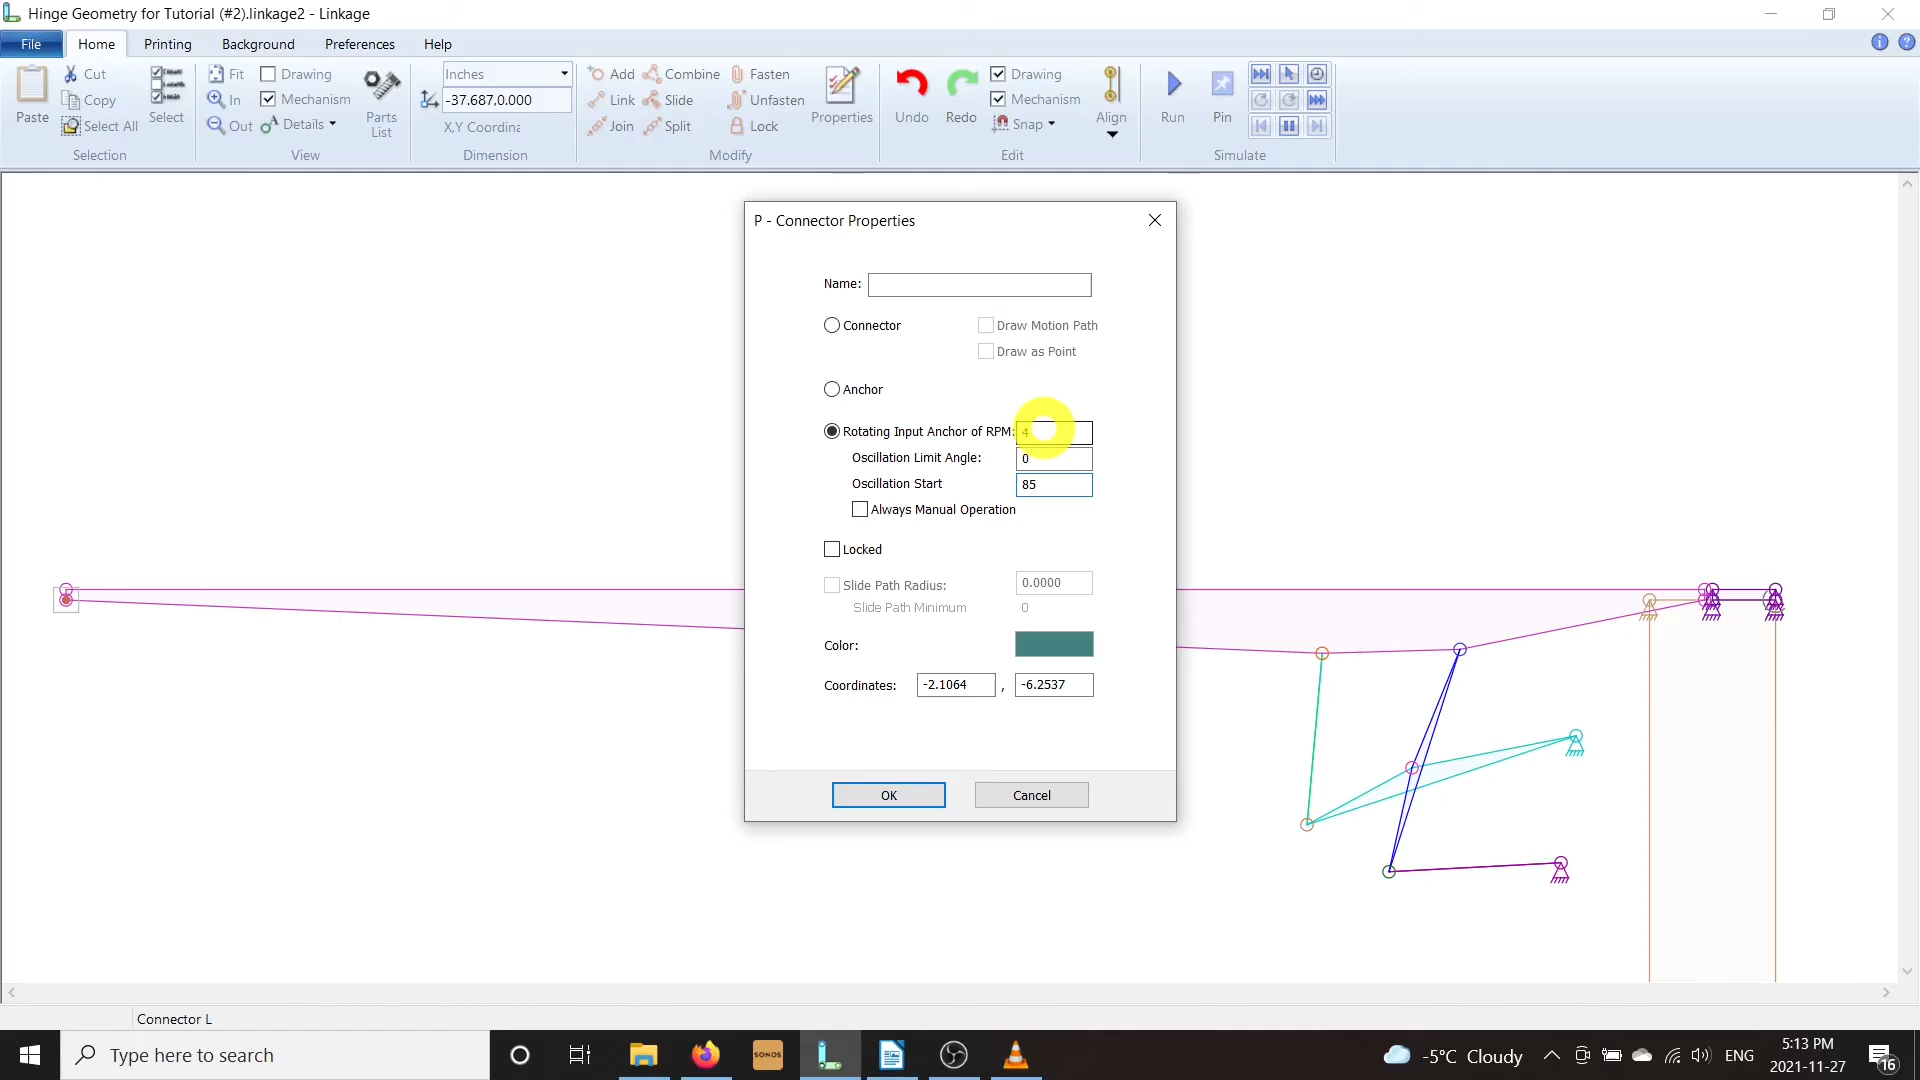 Hinge Geometry for Tutorial (#2).linkage2 - Linkage
File Home Printing Background Preferences Help
Paste Cut Copy Select All Select
Selection
Fit In Out Drawing Mechanism Details
View
Parts List
Inches
-37.687,0.000
X,Y Coordina
Dimension
Add Combine Fasten
Link Slide Unfasten
Join Split Lock
Properties
Modify
Undo Redo
Drawing
Mechanism
Snap
Align
Edit
Run Pin
Simulate
P - Connector Properties
Name:
Connector Draw Motion Path
Draw as Point
Anchor
Rotating Input Anchor of RPM: 4
Oscillation Limit Angle: 0
Oscillation Start 85
Always Manual Operation
Locked
Slide Path Radius: 0.0000
Slide Path Minimum 0
Color:
Coordinates: -2.1064 , -6.2537
OK Cancel
Connector L
Type here to search
SONOS
-5°C Cloudy
ENG
5:13 PM
2021-11-27
16